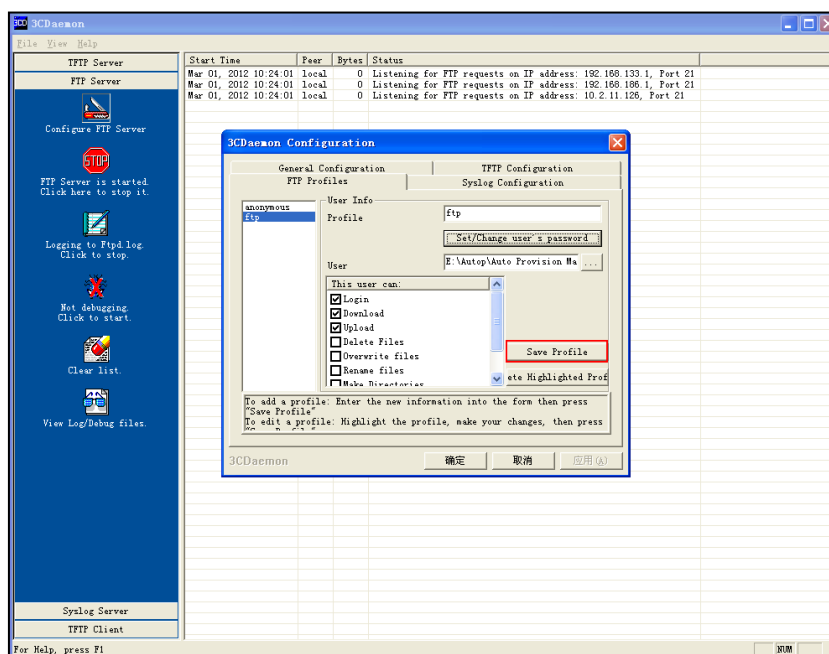 3CDaemon
File View Help
TFTP Server
FTP Server
Configure FTP Server
STOP
FTP Server is started.
Click here to stop it.
Logging to Ftpd.log.
Click to stop.
Not debugging.
Click to start.
Clear list.
View Log/Debug files.
Syslog Server
TFTP Client
Start Time Peer Bytes Status
Mar 01, 2012 10:24:01 local 0 Listening for FTP requests on IP address: 192.168.133.1, Port 21
Mar 01, 2012 10:24:01 local 0 Listening for FTP requests on IP address: 192.168.186.1, Port 21
Mar 01, 2012 10:24:01 local 0 Listening for FTP requests on IP address: 10.2.11.126, Port 21
3CDaemon Configuration
General Configuration TFTP Configuration
FTP Profiles Syslog Configuration
anonymous
ftp
User Info
Profile ftp
Set/Change user's password
User E:\Autop\Auto Provision Ma ...
This user can:
Login
Download
Upload
Delete Files
Overwrite files
Rename files
Make Directories
Save Profile
ete Highlighted Prof
To add a profile: Enter the new information into the form then press
"Save Profile"
To edit a profile: Highlight the profile, make your changes, then press
3CDaemon
确定 取消 应用(A)
For Help, press F1 NUM